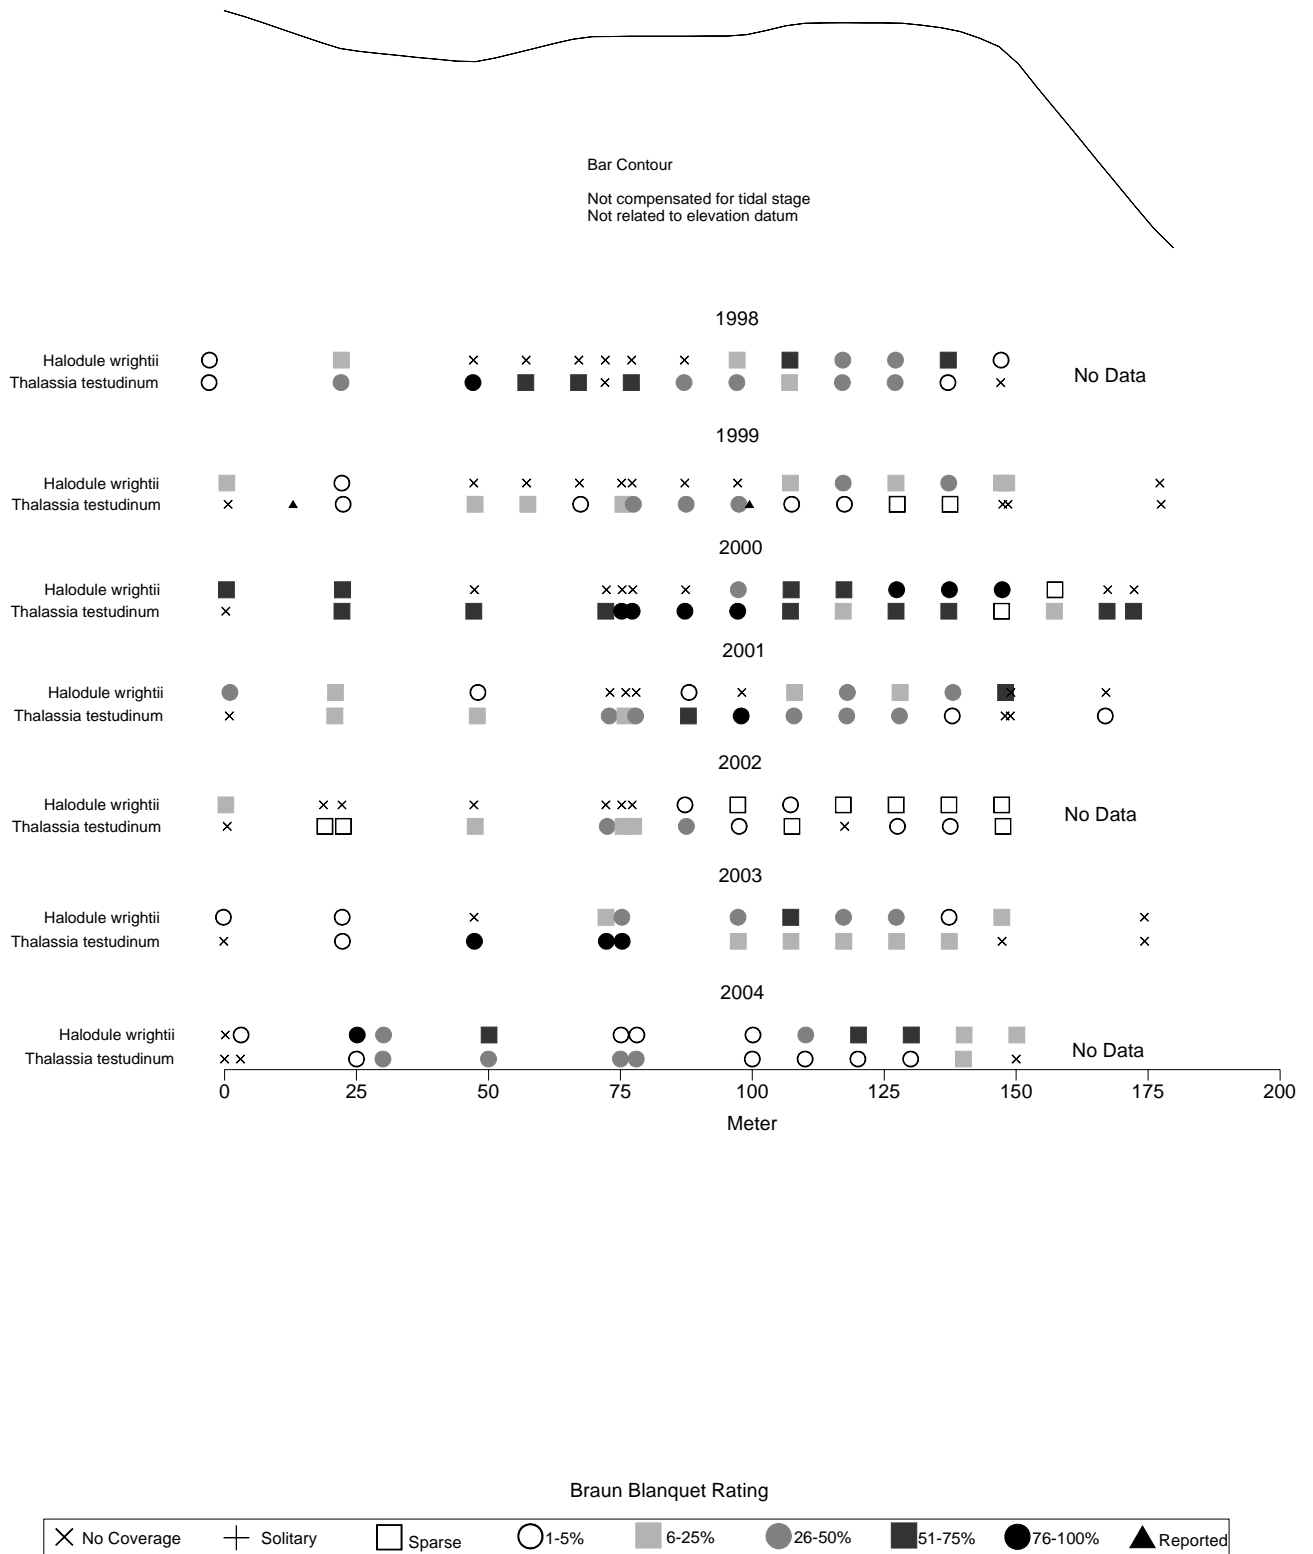 Bar Contour
Not compensated for tidal stage
Not related to elevation datum
1998
Halodule wrightii
Thalassia testudinum
No Data
1999
Halodule wrightii
Thalassia testudinum
2000
Halodule wrightii
Thalassia testudinum
2001
Halodule wrightii
Thalassia testudinum
2002
Halodule wrightii
Thalassia testudinum
No Data
2003
Halodule wrightii
Thalassia testudinum
2004
Halodule wrightii
Thalassia testudinum
No Data
0 25 50 75 100 125 150 175 200
Meter
Braun Blanquet Rating
No Coverage Solitary Sparse 1-5% 6-25% 26-50% 51-75% 76-100% Reported